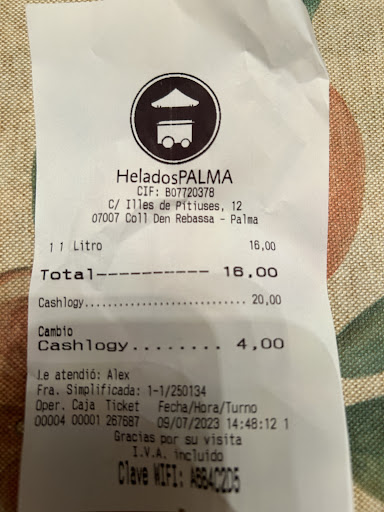 HeladosPALMA
CIF: B07720378
C/ Illes de Pitiuses, 12
07007 Coll Den Rebassa - Palma
1 1 Litro 16,00
Total---------- 16,00
Cashlogy........................... 20,00
Cambio
Cashlogy........ 4,00
Le atendió: Alex
Fra. Simplificada: 1-1/250134
Oper. Caja Ticket Fecha/Hora/Turno
00004 00001 267687 09/07/2023 14:48:12 1
Gracias por su visita
I.V.A. incluido
Clave WIFI: A884C2D5